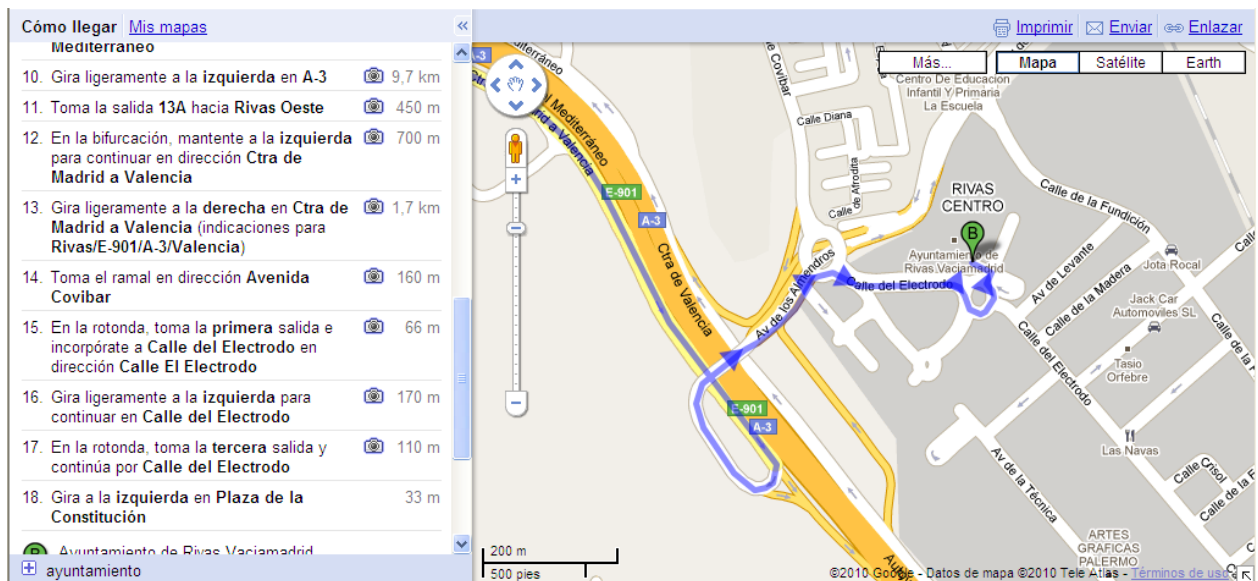 Cómo llegar Mis mapas
Imprimir Enviar Enlazar
Mediterráneo
10. Gira ligeramente a la izquierda en A-3 9,7 km
11. Toma la salida 13A hacia Rivas Oeste 450 m
12. En la bifurcación, mantente a la izquierda 700 m
para continuar en dirección Ctra de
Madrid a Valencia
13. Gira ligeramente a la derecha en Ctra de 1,7 km
Madrid a Valencia (indicaciones para
Rivas/E-901/A-3/Valencia)
14. Toma el ramal en dirección Avenida 160 m
Covibar
15. En la rotonda, toma la primera salida e 66 m
incorpórate a Calle del Electrodo en
dirección Calle El Electrodo
16. Gira ligeramente a la izquierda para 170 m
continuar en Calle del Electrodo
17. En la rotonda, toma la tercera salida y 110 m
continúa por Calle del Electrodo
18. Gira a la izquierda en Plaza de la 33 m
Constitución
B Ayuntamiento de Rivas Vaciamadrid
ayuntamiento
Más... Mapa Satélite Earth
A-3
Covibar
Centro De Educacion
Infantil Y Primaria
La Escuela
Calle Diana
Mediterráneo
Madrid a Valencia
E-901
A-3
Calle de Afrodita
Calle
RIVAS
CENTRO
B
Calle de la Fundición
Ayuntamiento de
Rivas Vaciamadrid
Calle del Electrodo
Av de Levante
Calle de la Madera
Jota Rocal
Ctra de Valencia
Av de los Almendros
Jack Car
Automoviles SL
Calle del Electrodo
Tasio
Orfebre
E-901
A-3
Las Navas
Calle Crisol
Calle de la F
Av de la Técnica
ARTES
GRAFICAS
PALERMO
200 m
500 pies
©2010 Google - Datos de mapa ©2010 Tele Atlas - Términos de uso